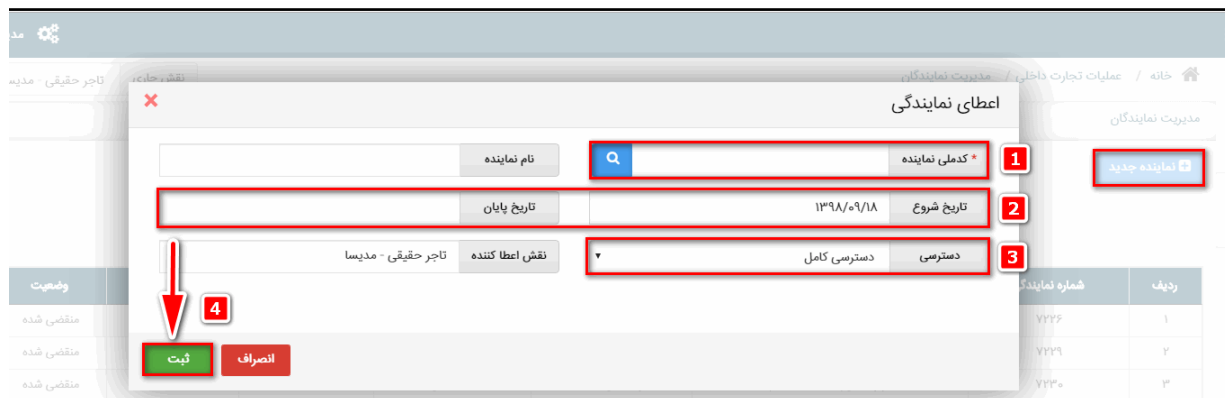 خانه / عملیات تجارت داخلی / مدیریت نمایندگان
نقش جاری تاجر حقیقی - مدیسا
مدیریت نمایندگان
نماینده جدید
اعطای نمایندگی
* کدملی نماینده
نام نماینده
1
تاریخ شروع ۱۳۹۸/۰۹/۱۸
تاریخ پایان
2
دسترسی دسترسی کامل
نقش اعطا کننده تاجر حقیقی - مدیسا
3
4
انصراف
ثبت
ردیف شماره نمایندگی وضعیت
۱ ۷۲۲۶ منقضی شده
۲ ۷۲۲۹ منقضی شده
۳ ۷۲۳۰ منقضی شده